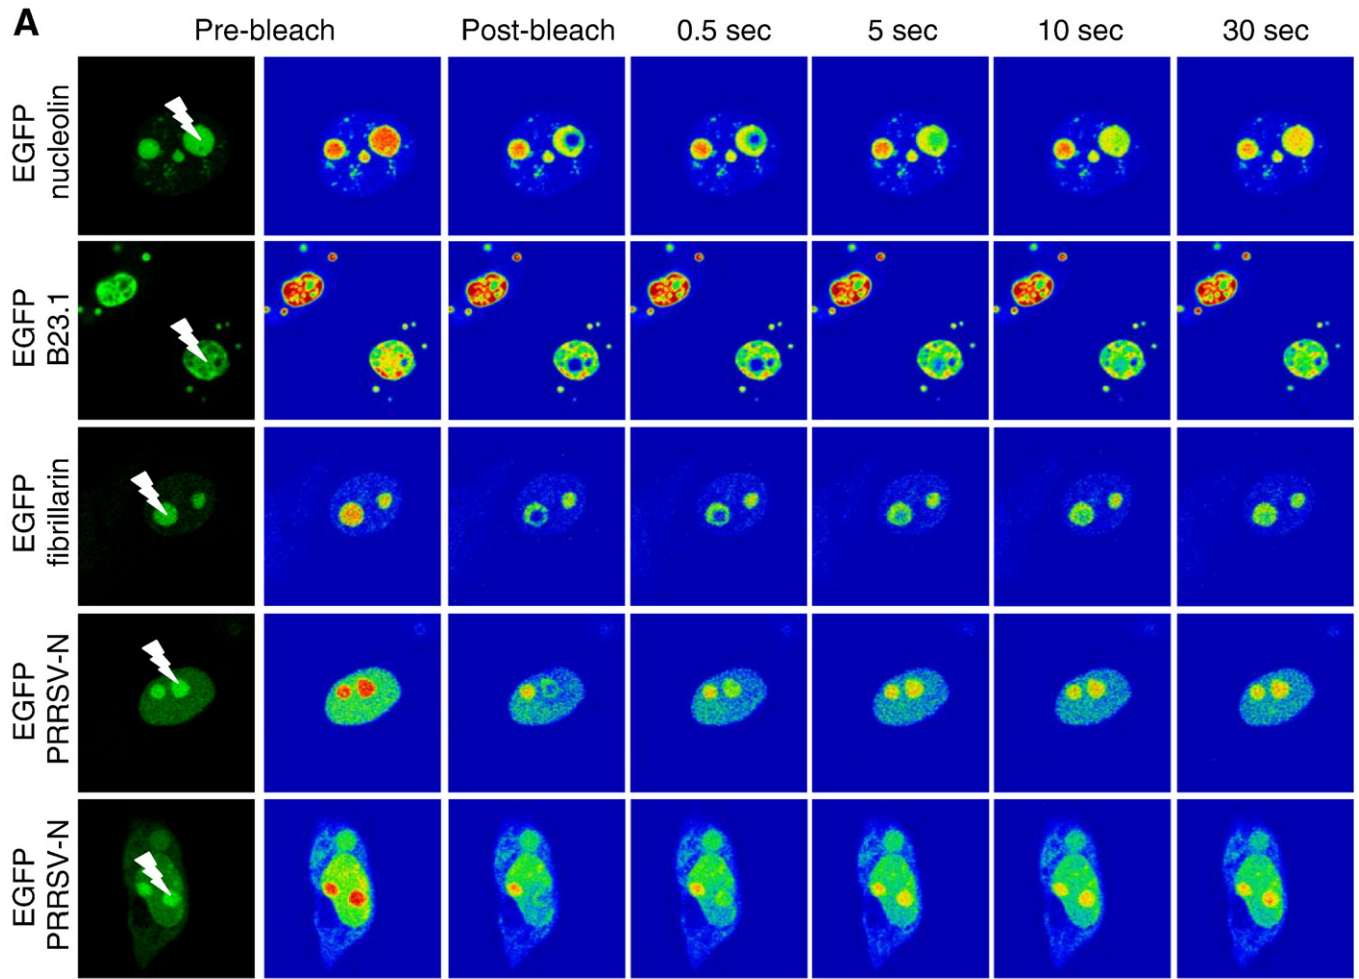 A
Pre-bleach Post-bleach 0.5 sec 5 sec 10 sec 30 sec
EGFP
nucleolin
EGFP
B23.1
EGFP
fibrillarin
EGFP
PRRSV-N
EGFP
PRRSV-N